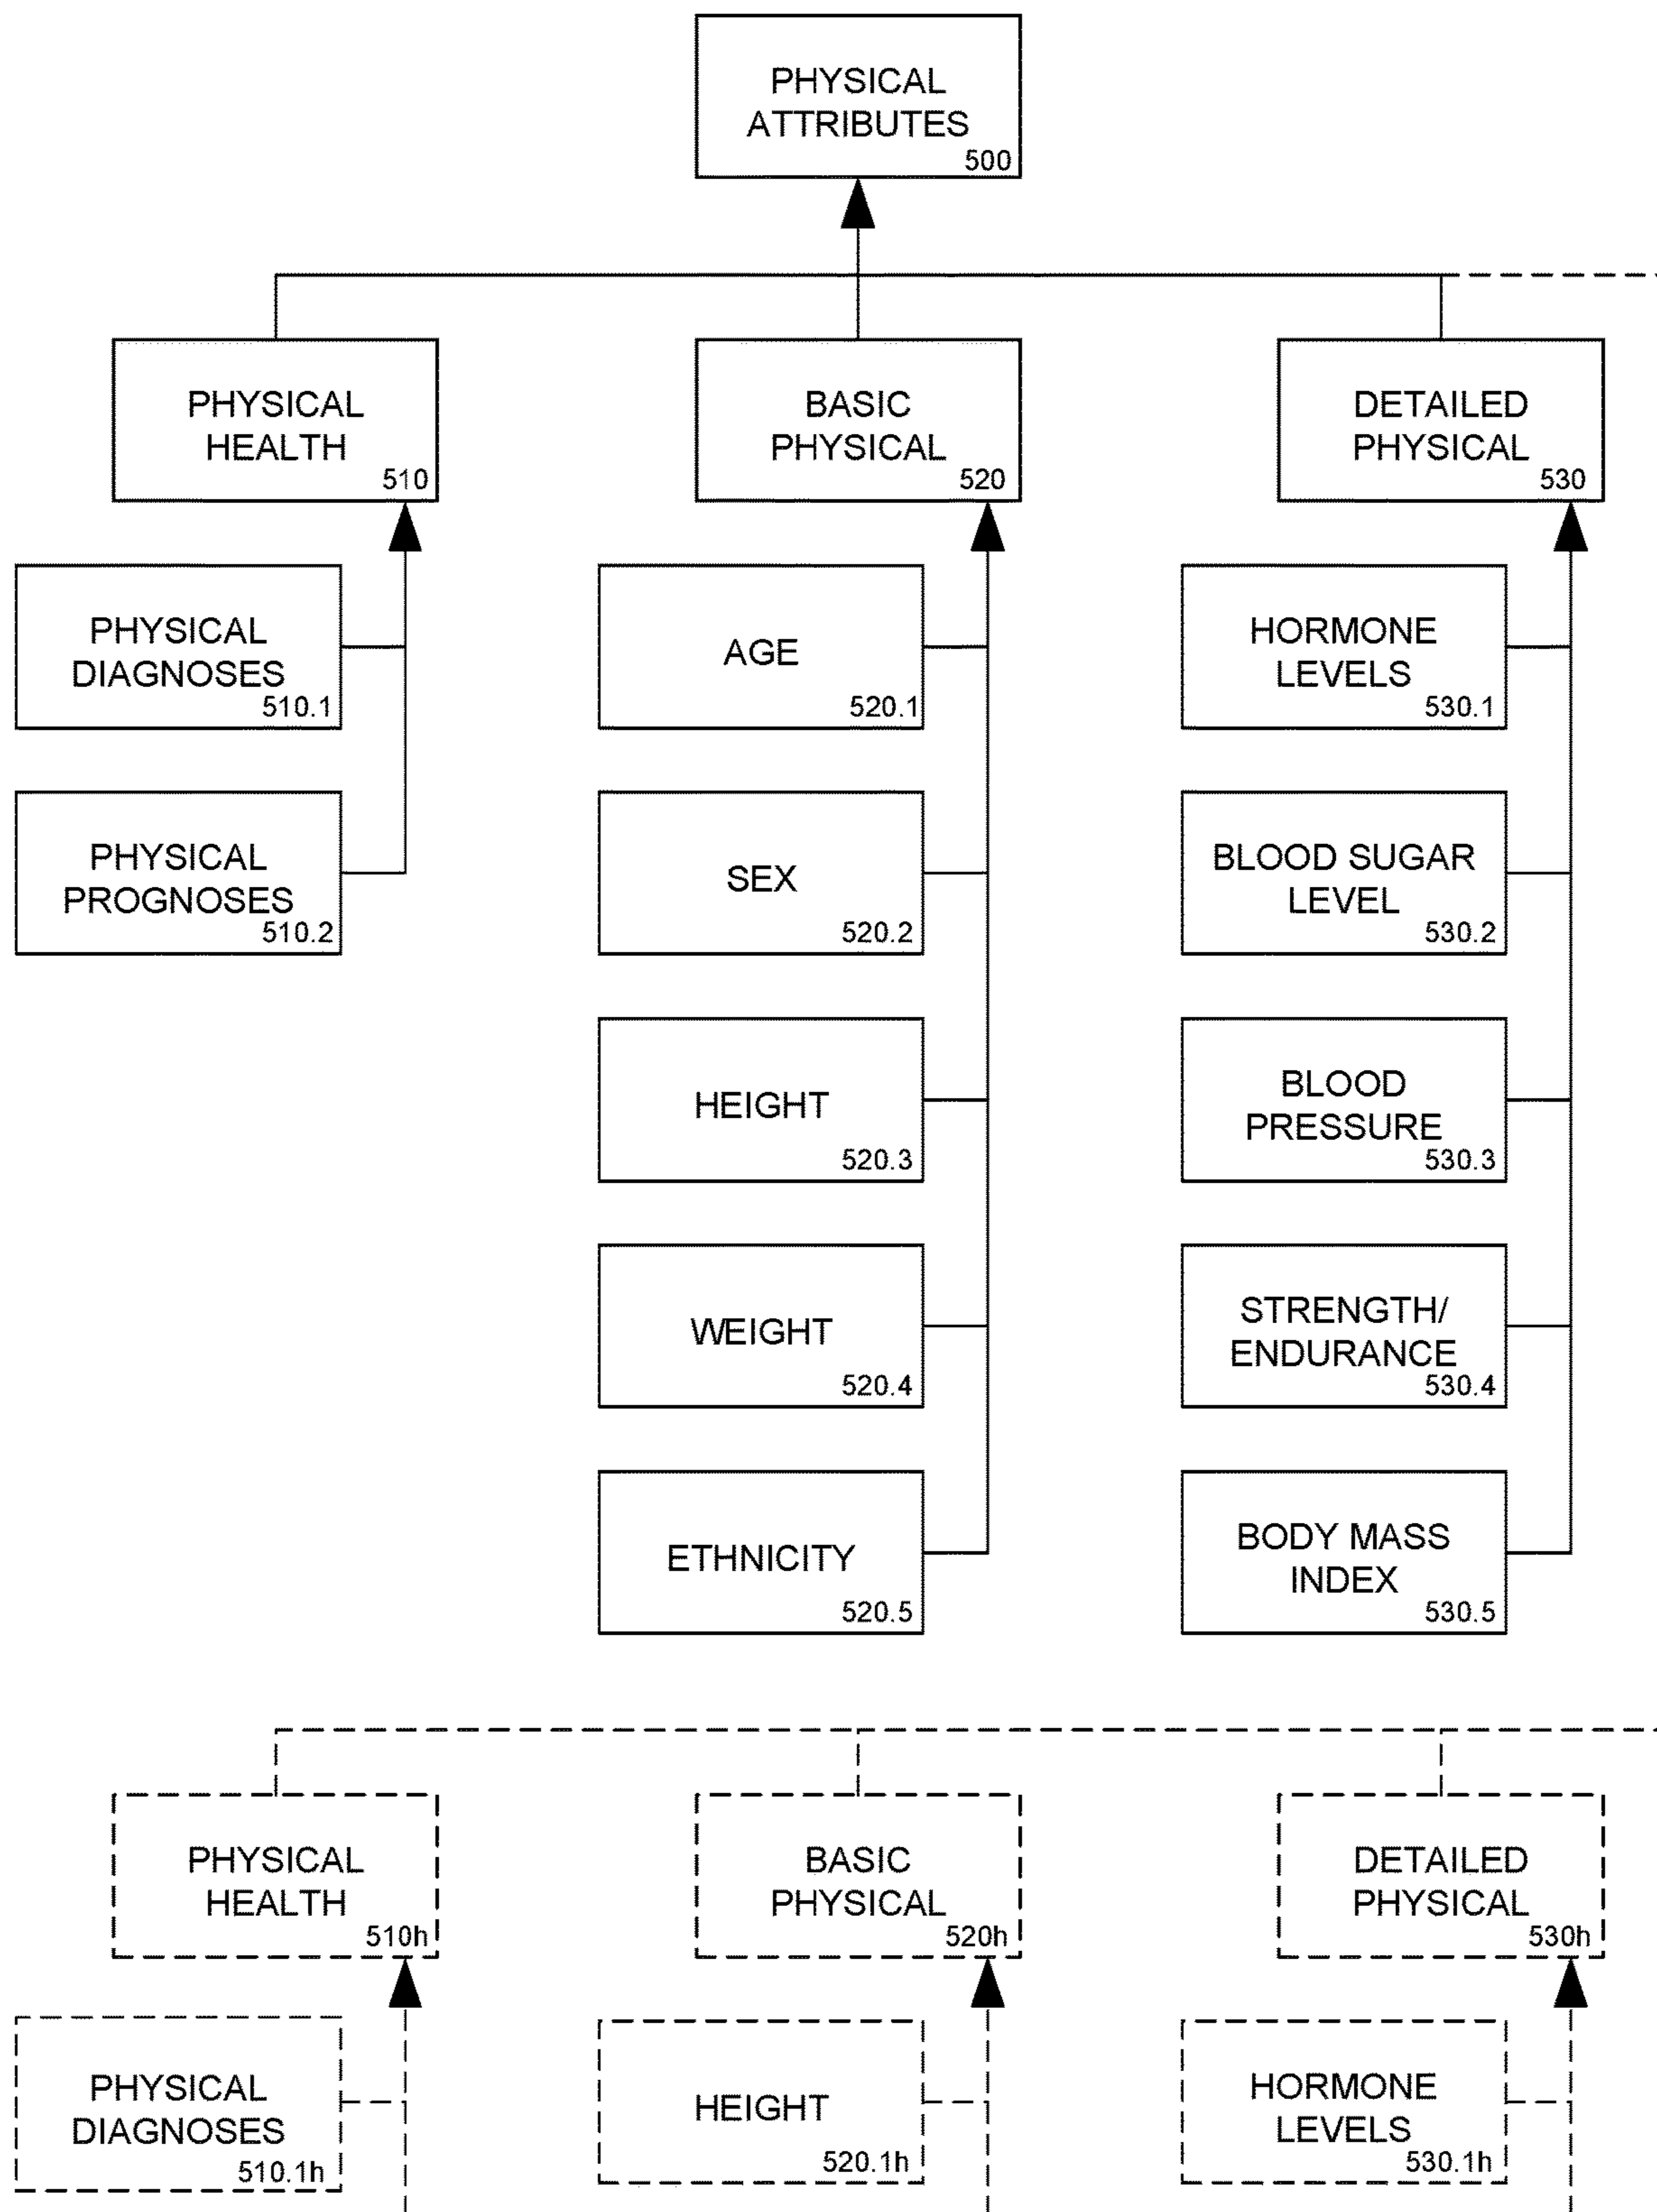 PHYSICAL
ATTRIBUTES
500
PHYSICAL
HEALTH
510
BASIC
PHYSICAL
520
DETAILED
PHYSICAL
530
PHYSICAL
DIAGNOSES
510.1
AGE
520.1
HORMONE
LEVELS
530.1
PHYSICAL
PROGNOSES
510.2
SEX
520.2
BLOOD SUGAR
LEVEL
530.2
HEIGHT
520.3
BLOOD
PRESSURE
530.3
WEIGHT
520.4
STRENGTH/
ENDURANCE
530.4
ETHNICITY
520.5
BODY MASS
INDEX
530.5
PHYSICAL
HEALTH
510h
BASIC
PHYSICAL
520h
DETAILED
PHYSICAL
530h
PHYSICAL
DIAGNOSES
510.1h
HEIGHT
520.1h
HORMONE
LEVELS
530.1h